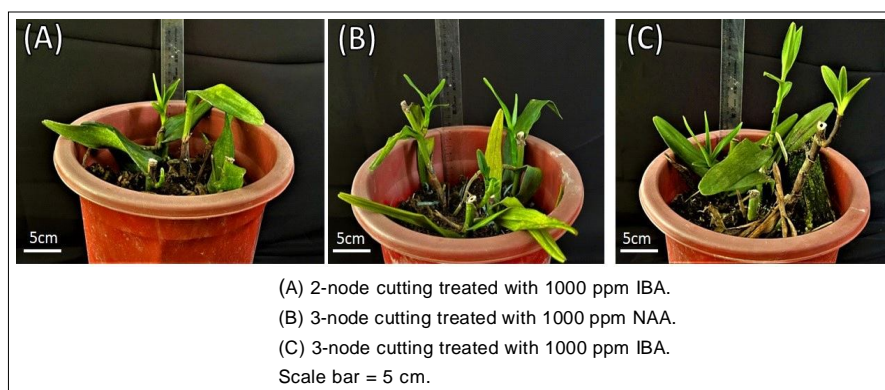 (A) (B) (C)
5cm 5cm 5cm
(A) 2-node cutting treated with 1000 ppm IBA.
(B) 3-node cutting treated with 1000 ppm NAA.
(C) 3-node cutting treated with 1000 ppm IBA.
Scale bar = 5 cm.